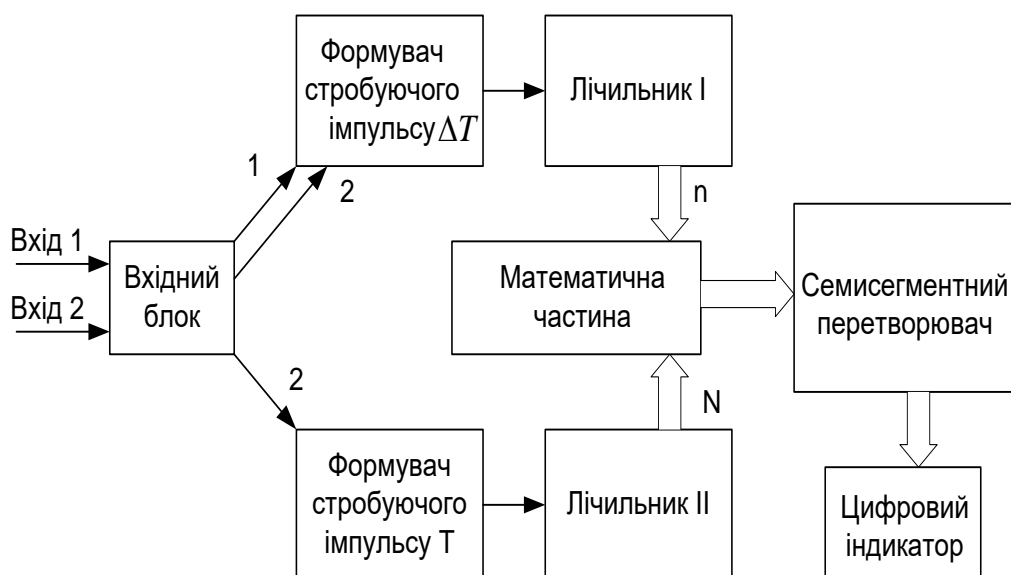 Формувач
стробуючого
імпульсу ΔT
Лічильник I
1
2
n
Вхід 1
Вхід 2
Вхідний
блок
Математична
частина
Семисегментний
перетворювач
2
N
Формувач
стробуючого
імпульсу T
Лічильник II
Цифровий
індикатор